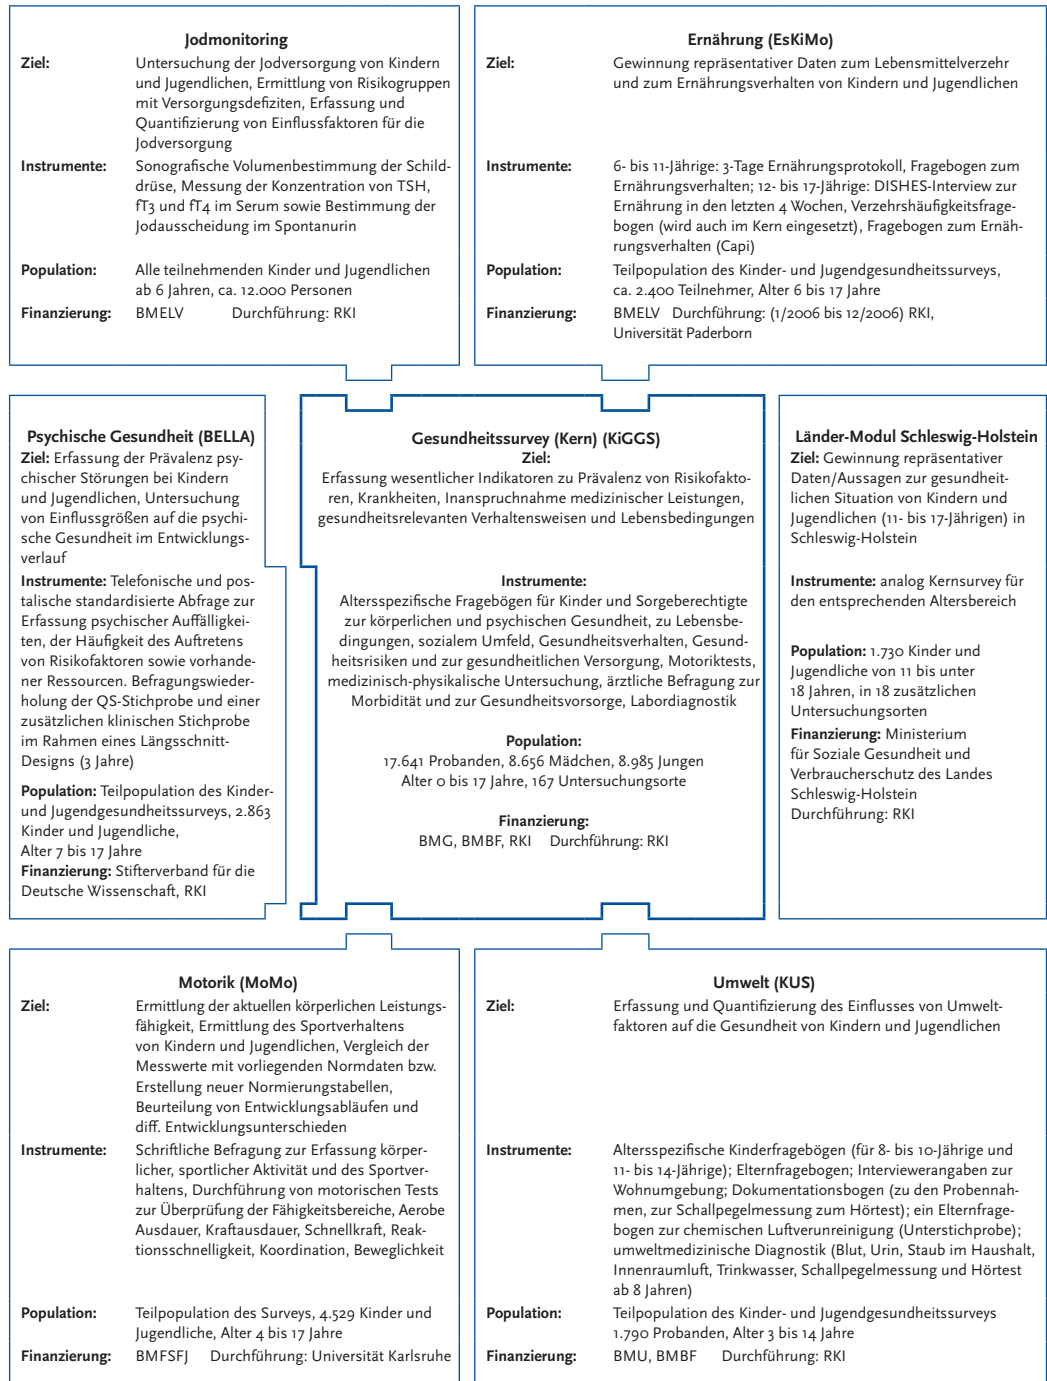 Jodmonitoring
Ziel: Untersuchung der Jodversorgung von Kindern
und Jugendlichen, Ermittlung von Risikogruppen
mit Versorgungsdefiziten, Erfassung und
Quantifizierung von Einflussfaktoren für die
Jodversorgung
Instrumente: Sonografische Volumenbestimmung der Schild-
drüse, Messung der Konzentration von TSH,
fT3 und fT4 im Serum sowie Bestimmung der
Jodausscheidung im Spontanurin
Population: Alle teilnehmenden Kinder und Jugendlichen
ab 6 Jahren, ca. 12.000 Personen
Finanzierung: BMELV Durchführung: RKI
Ernährung (EsKiMo)
Ziel: Gewinnung repräsentativer Daten zum Lebensmittelverzehr
und zum Ernährungsverhalten von Kindern und Jugendlichen
Instrumente: 6- bis 11-Jährige: 3-Tage Ernährungsprotokoll, Fragebogen zum
Ernährungsverhalten; 12- bis 17-Jährige: DISHES-Interview zur
Ernährung in den letzten 4 Wochen, Verzehrshäufigkeitsfrage-
bogen (wird auch im Kern eingesetzt), Fragebogen zum Ernäh-
rungsverhalten (Capi)
Population: Teilpopulation des Kinder- und Jugendgesundheitssurveys,
ca. 2.400 Teilnehmer, Alter 6 bis 17 Jahre
Finanzierung: BMELV Durchführung: (1/2006 bis 12/2006) RKI,
Universität Paderborn
Psychische Gesundheit (BELLA)
Ziel: Erfassung der Prävalenz psy-
chischer Störungen bei Kindern
und Jugendlichen, Untersuchung
von Einflussgrößen auf die psychi-
sche Gesundheit im Entwicklungs-
verlauf
Instrumente: Telefonische und pos-
talische standardisierte Abfrage zur
Erfassung psychischer Auffälligkei-
ten, der Häufigkeit des Auftretens
von Risikofaktoren sowie vorhande-
ner Ressourcen. Befragungswieder-
holung der QS-Stichprobe und einer
zusätzlichen klinischen Stichprobe
im Rahmen eines Längsschnitt-
Designs (3 Jahre)
Population: Teilpopulation des Kinder-
und Jugendgesundheitssurveys, 2.863
Kinder und Jugendliche,
Alter 7 bis 17 Jahre
Finanzierung: Stifterverband für die
Deutsche Wissenschaft, RKI
Gesundheitssurvey (Kern) (KiGGS)
Ziel:
Erfassung wesentlicher Indikatoren zu Prävalenz von Risikofakto-
ren, Krankheiten, Inanspruchnahme medizinischer Leistungen,
gesundheitsrelevanten Verhaltensweisen und Lebensbedingungen
Instrumente:
Altersspezifische Fragebögen für Kinder und Sorgeberechtigte
zur körperlichen und psychischen Gesundheit, zu Lebensbe-
dingungen, sozialem Umfeld, Gesundheitsverhalten, Gesund-
heitsrisiken und zur gesundheitlichen Versorgung, Motoriktests,
medizinisch-physikalische Untersuchung, ärztliche Befragung zur
Morbidität und zur Gesundheitsvorsorge, Labordiagnostik
Population:
17.641 Probanden, 8.656 Mädchen, 8.985 Jungen
Alter 0 bis 17 Jahre, 167 Untersuchungsorte
Finanzierung:
BMG, BMBF, RKI Durchführung: RKI
Länder-Modul Schleswig-Holstein
Ziel: Gewinnung repräsentativer
Daten/Aussagen zur gesundheit-
lichen Situation von Kindern und
Jugendlichen (11- bis 17-Jährigen) in
Schleswig-Holstein
Instrumente: analog Kernsurvey für
den entsprechenden Altersbereich
Population: 1.730 Kinder und
Jugendliche von 11 bis unter
18 Jahren, in 18 zusätzlichen
Untersuchungsorten
Finanzierung: Ministerium
für Soziale Gesundheit und
Verbraucherschutz des Landes
Schleswig-Holstein
Durchführung: RKI
Motorik (MoMo)
Ziel: Ermittlung der aktuellen körperlichen Leistungs-
fähigkeit, Ermittlung des Sportverhaltens
von Kindern und Jugendlichen, Vergleich der
Messwerte mit vorliegenden Normdaten bzw.
Erstellung neuer Normierungstabellen,
Beurteilung von Entwicklungsabläufen und
diff. Entwicklungsunterschieden
Instrumente: Schriftliche Befragung zur Erfassung körper-
licher, sportlicher Aktivität und des Sportver-
haltens, Durchführung von motorischen Tests
zur Überprüfung der Fähigkeitsbereiche, Aerobe
Ausdauer, Kraftausdauer, Schnellkraft, Reak-
tionsschnelligkeit, Koordination, Beweglichkeit
Population: Teilpopulation des Surveys, 4.529 Kinder und
Jugendliche, Alter 4 bis 17 Jahre
Finanzierung: BMFSFJ Durchführung: Universität Karlsruhe
Umwelt (KUS)
Ziel: Erfassung und Quantifizierung des Einflusses von Umwelt-
faktoren auf die Gesundheit von Kindern und Jugendlichen
Instrumente: Altersspezifische Kinderfragebögen (für 8- bis 10-Jährige und
11- bis 14-Jährige); Elternfragebogen; Interviewerangaben zur
Wohnumgebung; Dokumentationsbogen (zu den Probennah-
men, zur Schallpegelmessung zum Hörtest); ein Elternfrage-
bogen zur chemischen Luftverunreinigung (Unterstichprobe);
umweltmedizinische Diagnostik (Blut, Urin, Staub im Haushalt,
Innenraumluft, Trinkwasser, Schallpegelmessung und Hörtest
ab 8 Jahren)
Population: Teilpopulation des Kinder- und Jugendgesundheitssurveys
1.790 Probanden, Alter 3 bis 14 Jahre
Finanzierung: BMU, BMBF Durchführung: RKI